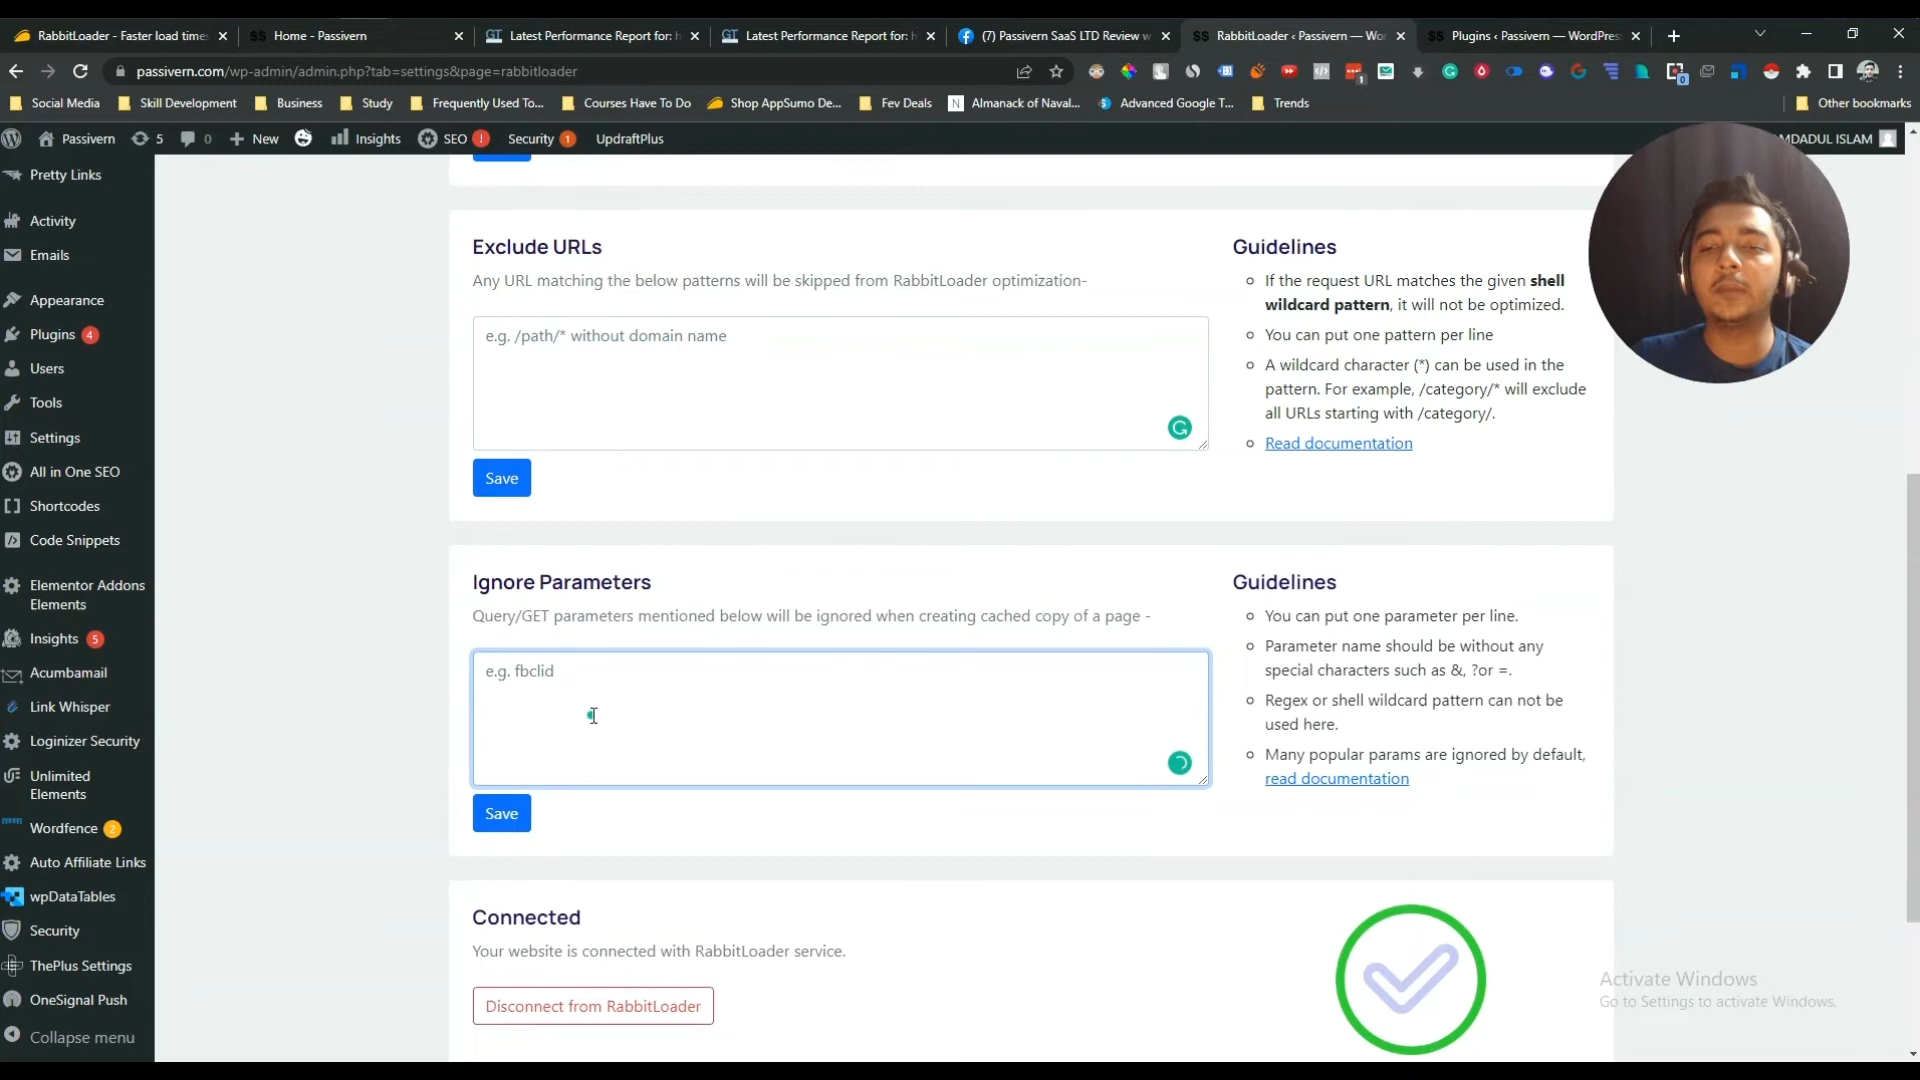 RabbitLoader - Faster load times
Home - Passivern
Latest Performance Report for: h
Latest Performance Report for: h
(7) Passivern SaaS LTD Review w
RabbitLoader ‹ Passivern — Wor
Plugins ‹ Passivern — WordPress
passivern.com/wp-admin/admin.php?tab=settings&page=rabbitloader
Social Media
Skill Development
Business
Study
Frequently Used To...
Courses Have To Do
Shop AppSumo De...
Fev Deals
Almanack of Naval...
Advanced Google T...
Trends
Other bookmarks
Passivern
5
0
New
Insights
SEO !
Security 1
UpdraftPlus
MDADUL ISLAM
Pretty Links
Activity
Emails
Appearance
Plugins 4
Users
Tools
Settings
All in One SEO
Shortcodes
Code Snippets
Elementor Addons
Elements
Insights 5
Acumbamail
Link Whisper
Loginizer Security
Unlimited
Elements
Wordfence 2
Auto Affiliate Links
wpDataTables
Security
ThePlus Settings
OneSignal Push
Collapse menu
Exclude URLs
Any URL matching the below patterns will be skipped from RabbitLoader optimization-
e.g. /path/* without domain name
Save
Guidelines
If the request URL matches the given shell
wildcard pattern, it will not be optimized.
You can put one pattern per line
A wildcard character (*) can be used in the
pattern. For example, /category/* will exclude
all URLs starting with /category/.
Read documentation
Ignore Parameters
Query/GET parameters mentioned below will be ignored when creating cached copy of a page -
e.g. fbclid
Save
Guidelines
You can put one parameter per line.
Parameter name should be without any
special characters such as &, ?or =.
Regex or shell wildcard pattern can not be
used here.
Many popular params are ignored by default,
read documentation
Connected
Your website is connected with RabbitLoader service.
Disconnect from RabbitLoader
Activate Windows
Go to Settings to activate Windows.